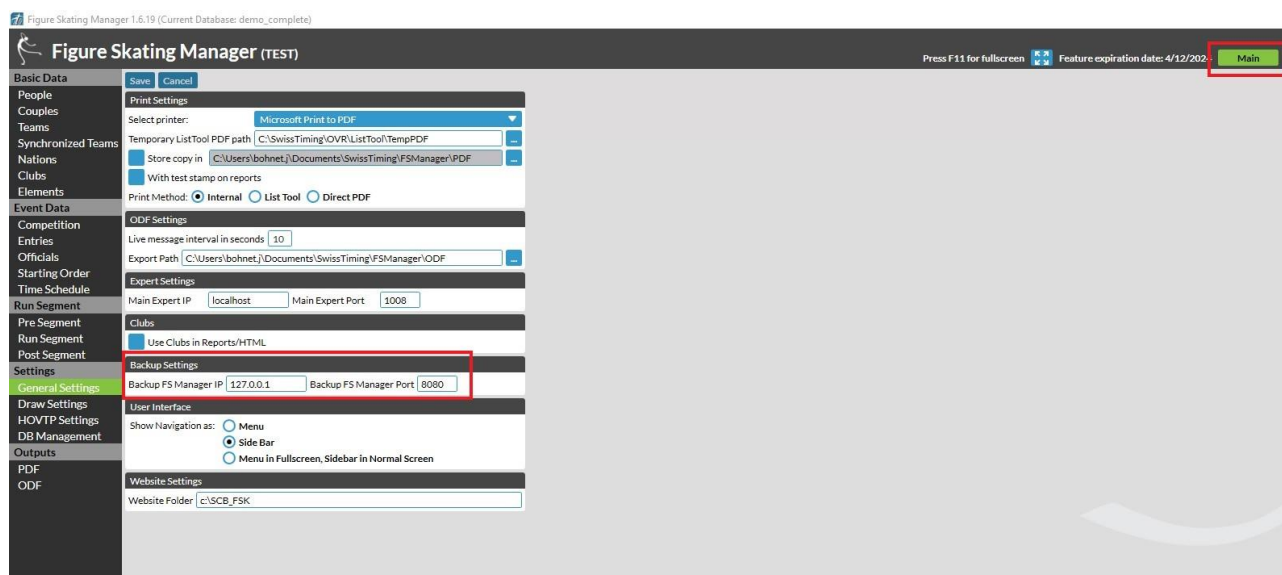 Figure Skating Manager 1.6.19 (Current Database: demo_complete)
Figure Skating Manager (TEST)
Press F11 for fullscreen Feature expiration date: 4/12/202 Main
Basic Data
People
Couples
Teams
Synchronized Teams
Nations
Clubs
Elements
Event Data
Competition
Entries
Officials
Starting Order
Time Schedule
Run Segment
Pre Segment
Run Segment
Post Segment
Settings
General Settings
Draw Settings
HOVTP Settings
DB Management
Outputs
PDF
ODF
Save Cancel
Print Settings
Select printer: Microsoft Print to PDF
Temporary ListTool PDF path C:\SwissTiming\OVR\ListTool\TempPDF ...
Store copy in C:\Users\bohnet.j\Documents\SwissTiming\FSManager\PDF ...
With test stamp on reports
Print Method: Internal List Tool Direct PDF
ODF Settings
Live message interval in seconds 10
Export Path C:\Users\bohnet.j\Documents\SwissTiming\FSManager\ODF ...
Expert Settings
Main Expert IP localhost Main Expert Port 1008
Clubs
Use Clubs in Reports/HTML
Backup Settings
Backup FS Manager IP 127.0.0.1 Backup FS Manager Port 8080
User Interface
Show Navigation as: Menu
Side Bar
Menu in Fullscreen, Sidebar in Normal Screen
Website Settings
Website Folder c:\SCB_FSK